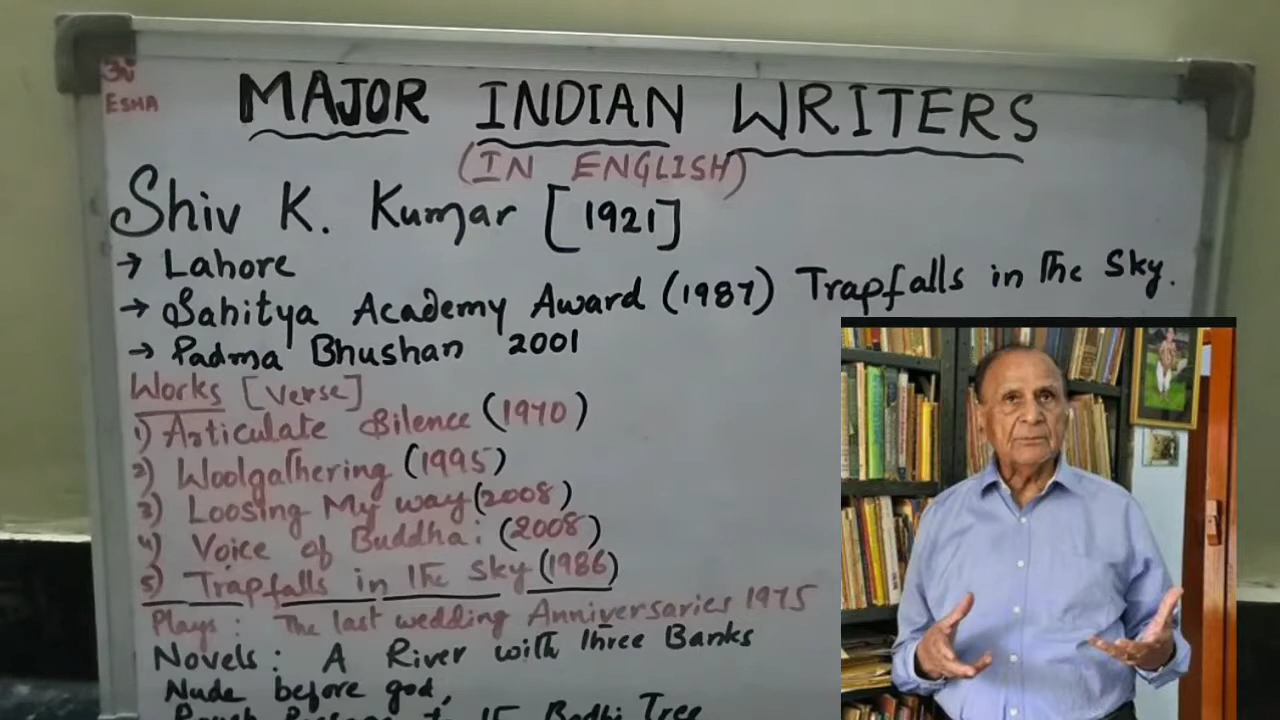 ॐ
ESHA
MAJOR INDIAN WRITERS
(IN ENGLISH)
Shiv K. Kumar [1921]
→ Lahore
→ Sahitya Academy Award (1987) Trapfalls in the Sky.
→ Padma Bhushan 2001
Works [Verse]
1) Articulate Silence (1970)
2) Woolgathering (1995)
3) Loosing My way (2008)
4) Voice of Buddha: (2008)
5) Trapfalls in the sky (1986)
Plays: The last wedding Anniversaries 1975
Novels: A River with three Banks
Nude before god,
to Bodhi Tree